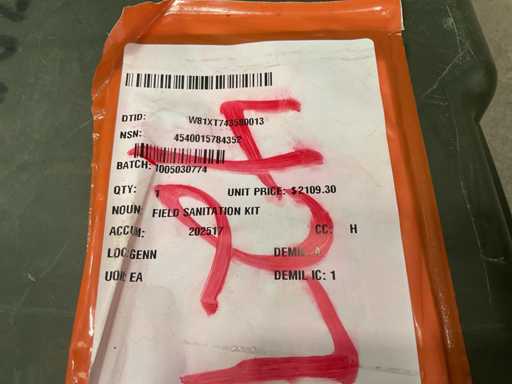 DTID: W81XT743580013
NSN: 4540015784352
BATCH: 1005030774
QTY: 1 UNIT PRICE: $2109.30
NOUN: FIELD SANITATION KIT
ACCUM: 202517 CC: H
LOC: GENN DEMIL: A
UOI: EA DEMIL IC: 1